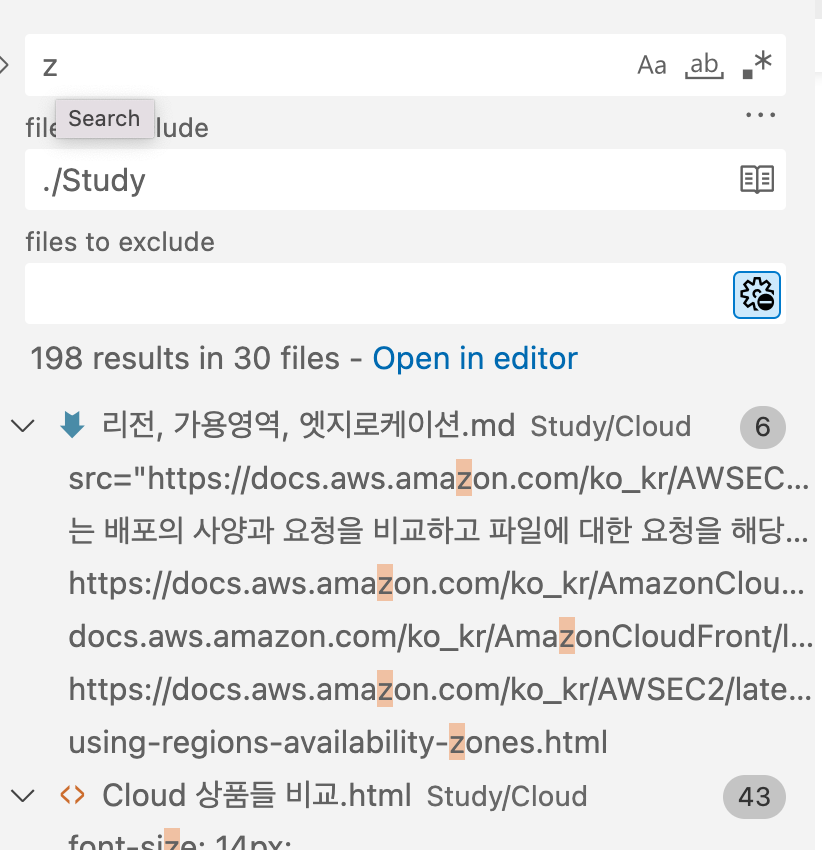 z Aa ab
file Search lude ...
./Study
files to exclude
198 results in 30 files - Open in editor
리전, 가용영역, 엣지로케이션.md Study/Cloud 6
src="https://docs.aws.amazon.com/ko_kr/AWSEC...
는 배포의 사양과 요청을 비교하고 파일에 대한 요청을 해당...
https://docs.aws.amazon.com/ko_kr/AmazonClou...
docs.aws.amazon.com/ko_kr/AmazonCloudFront/l...
https://docs.aws.amazon.com/ko_kr/AWSEC2/late...
using-regions-availability-zones.html
<> Cloud 상품들 비교.html Study/Cloud 43
font-size: 14px;